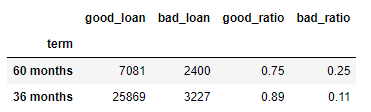 good_loan bad_loan good_ratio bad_ratio
term
60 months 7081 2400 0.75 0.25
36 months 25869 3227 0.89 0.11